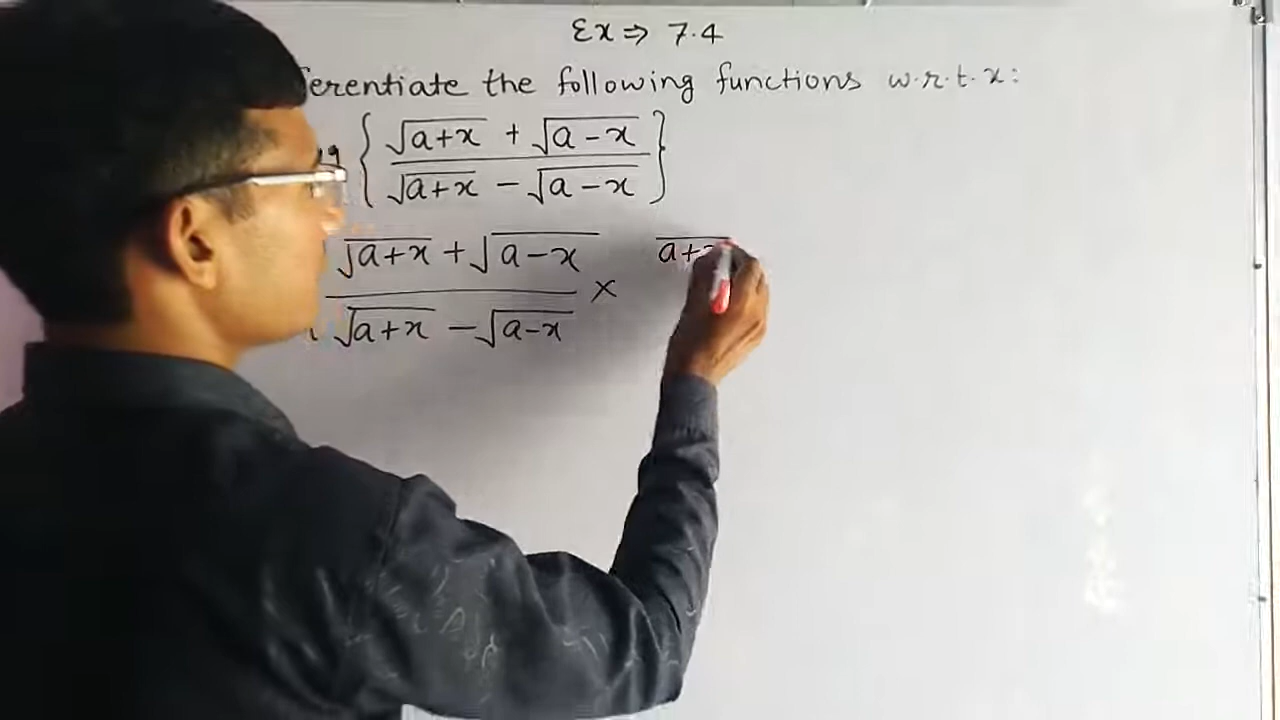 Ex ⇒ 7.4
ferentiate the following functions w.r.t. x:
{ (√a+x + √a-x) / (√a+x - √a-x) }
(√a+x + √a-x) / (√a+x - √a-x) × a+x